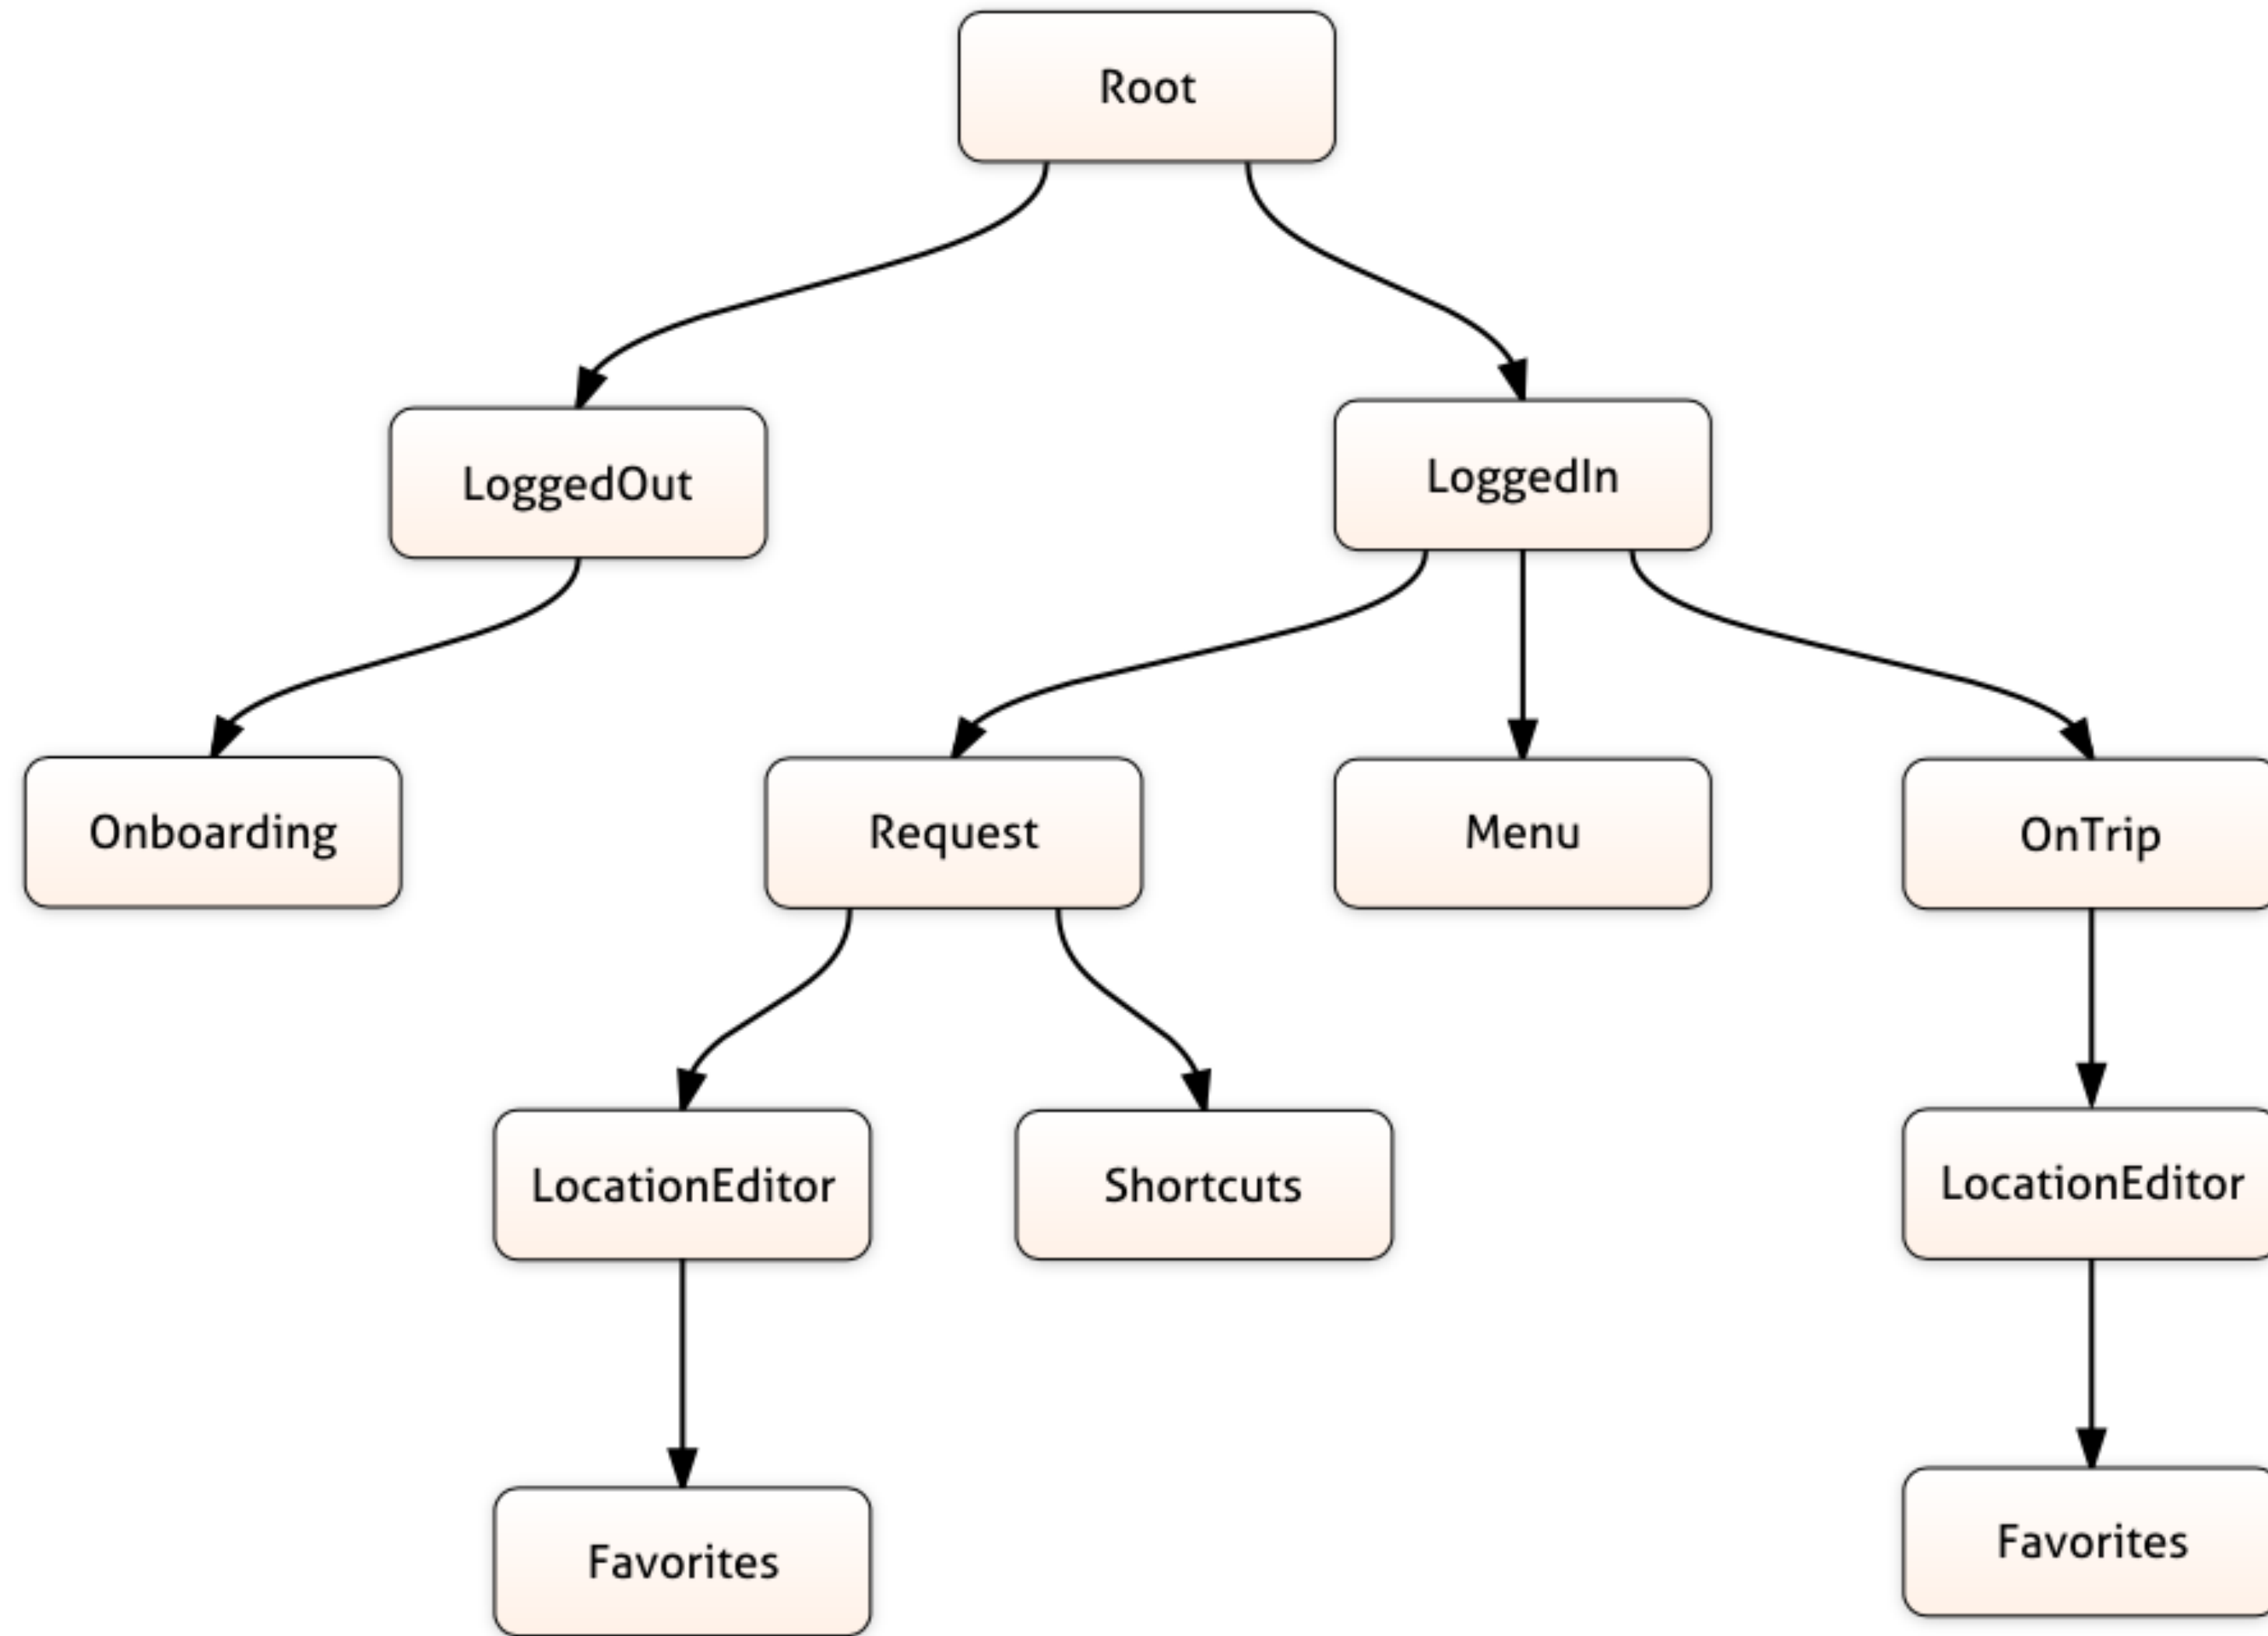 Root
LoggedOut
LoggedIn
Onboarding
Request
Menu
OnTrip
LocationEditor
Shortcuts
LocationEditor
Favorites
Favorites